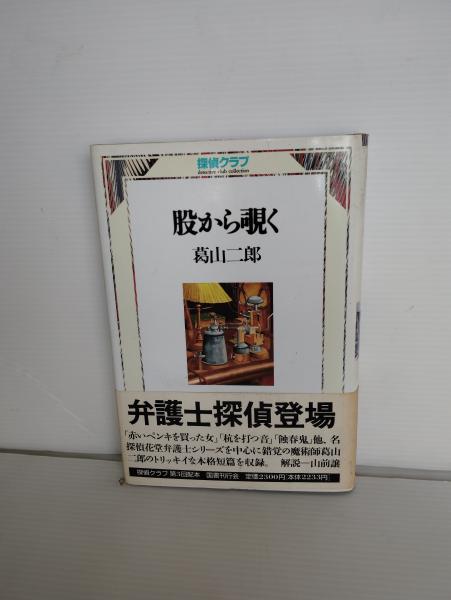 探偵クラブ
detective club collection
股から覗く
葛山二郎
弁護士探偵登場
「赤いペンキを買った女」「杭を打つ音」「蝕春鬼」他、名
探偵花堂弁護士シリーズを中心に錯覚の魔術師葛山
二郎のトリッキイな本格短篇を収録。 解説―山前譲
探偵クラブ 第3回配本 国書刊行会 定価2300円[本体2233円]